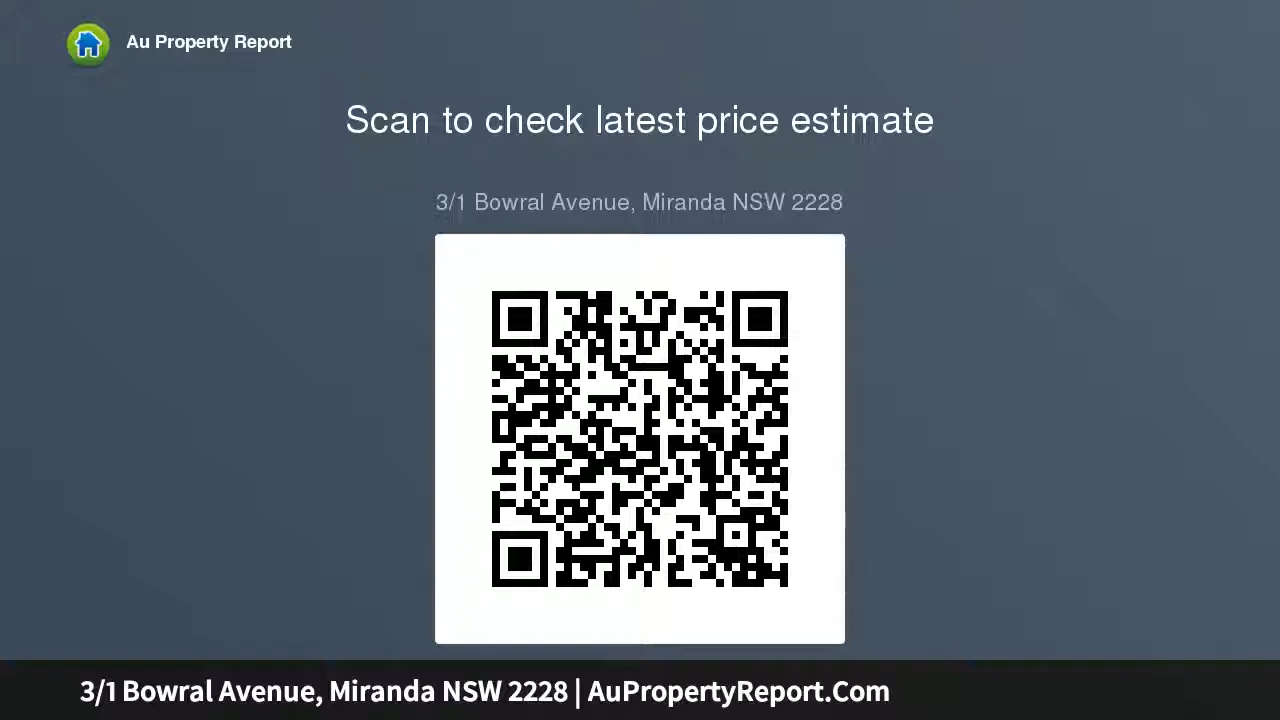 Au Property Report
Scan to check latest price estimate
3/1 Bowral Avenue, Miranda NSW 2228
3/1 Bowral Avenue, Miranda NSW 2228 | AuPropertyReport.Com